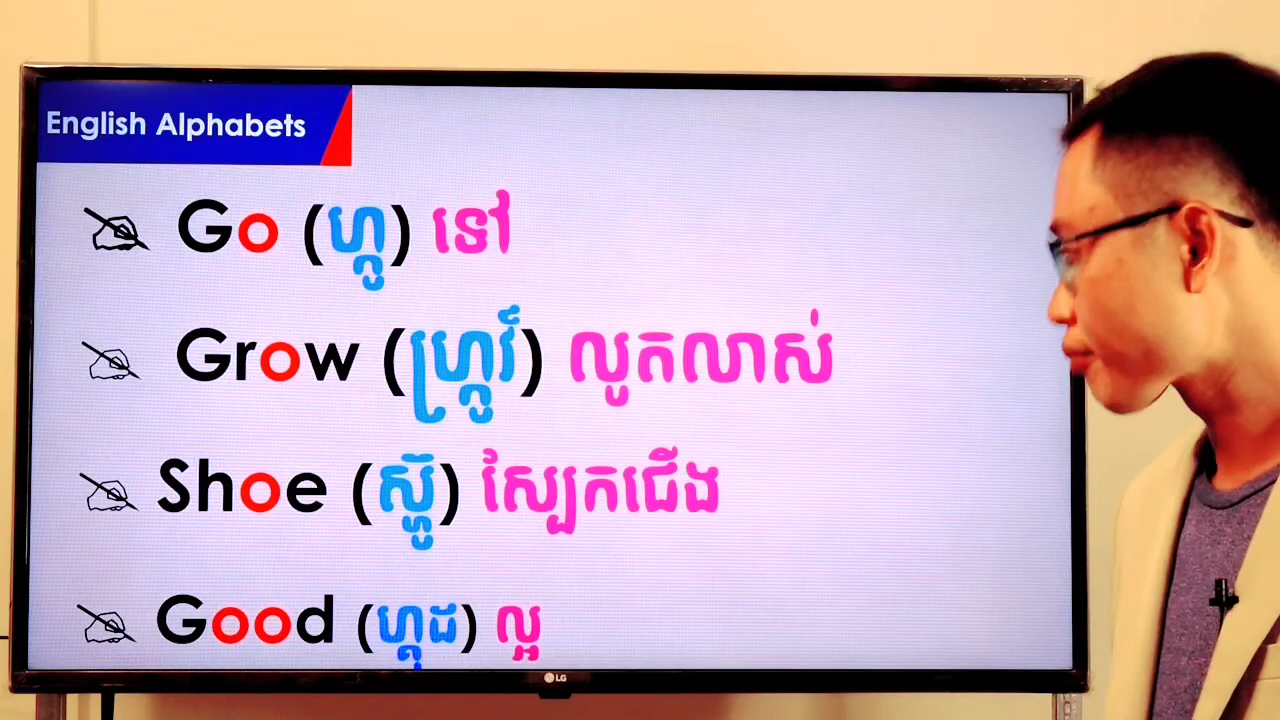 English Alphabets
Go (ហ្គូ) ទៅ
Grow (ហ្គ្រូវ៍) លូតលាស់
Shoe (ស៊ូ) ស្បែកជើង
Good (ហ្គុដ) ល្អ
LG